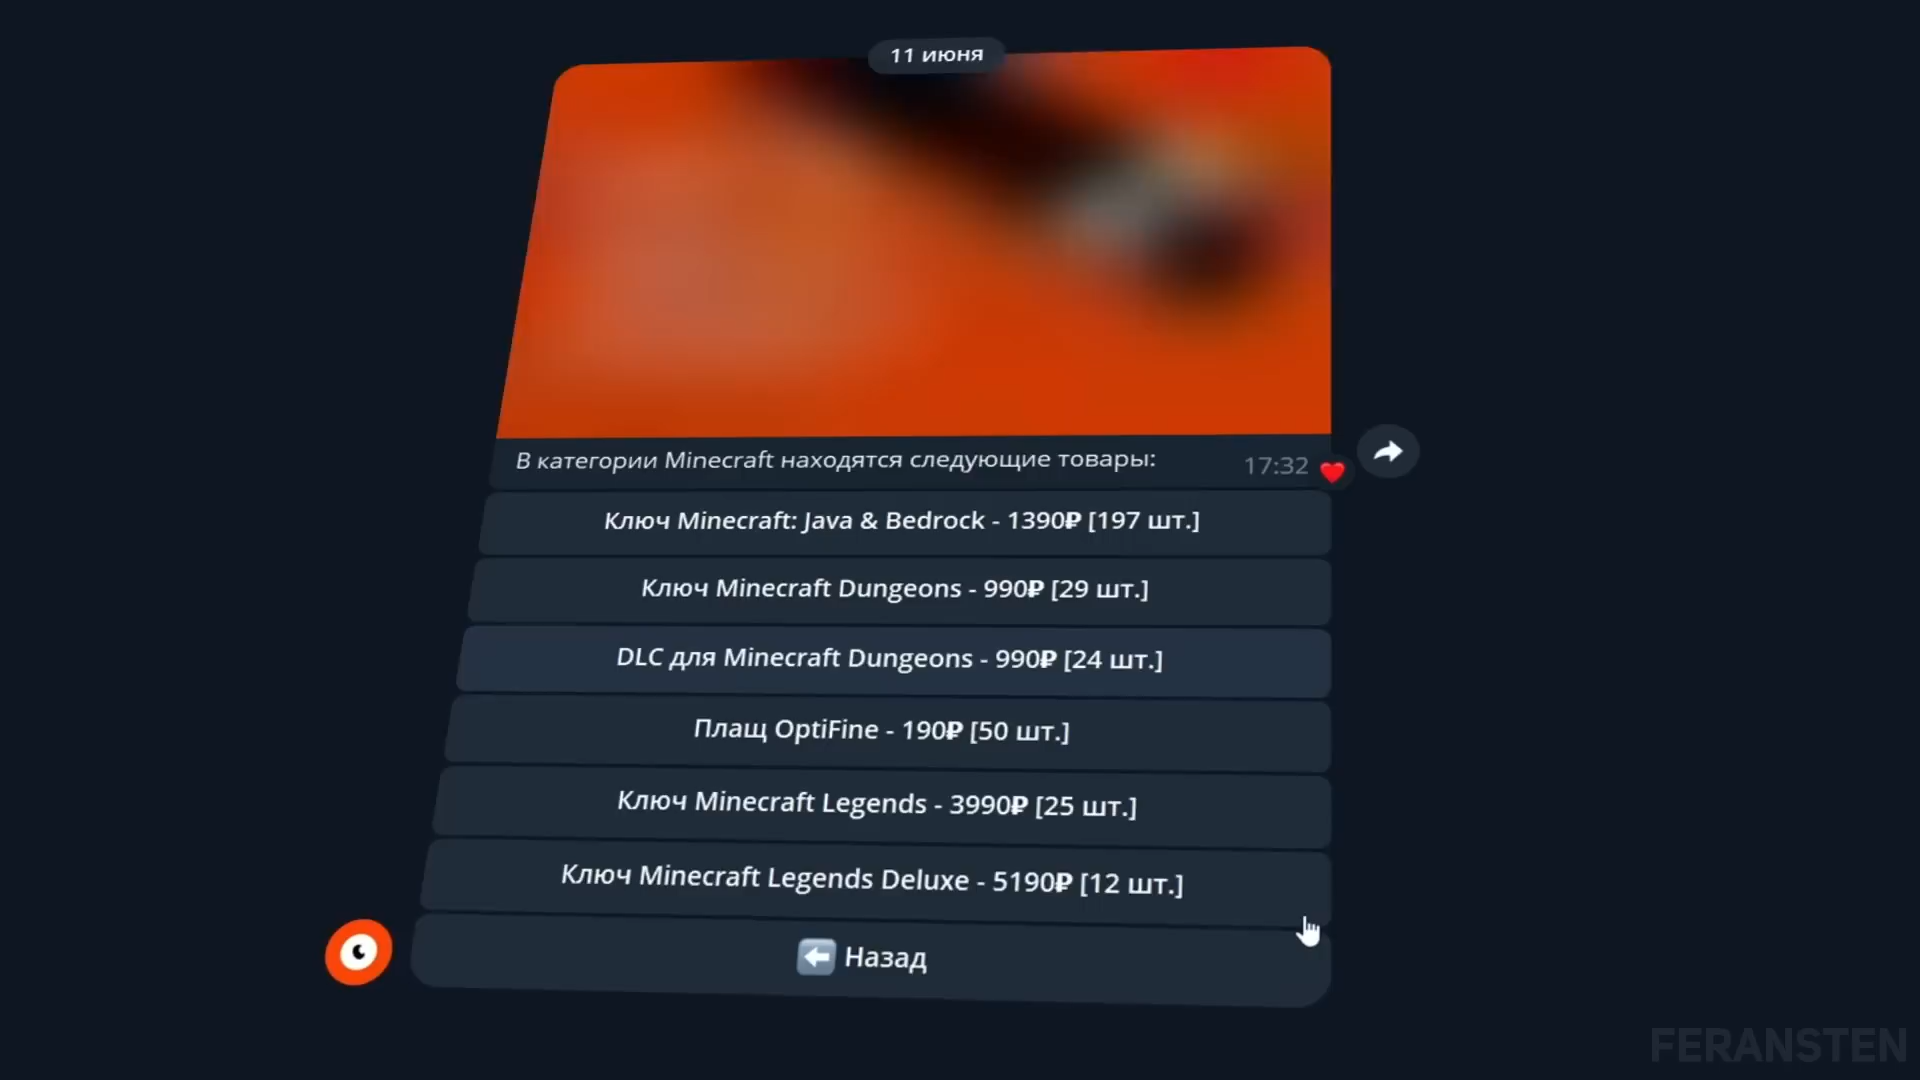 11 июня
В категории Minecraft находятся следующие товары:
17:32
Ключ Minecraft: Java & Bedrock - 1390₽ [197 шт.]
Ключ Minecraft Dungeons - 990₽ [29 шт.]
DLC для Minecraft Dungeons - 990₽ [24 шт.]
Плащ OptiFine - 190₽ [50 шт.]
Ключ Minecraft Legends - 3990₽ [25 шт.]
Ключ Minecraft Legends Deluxe - 5190₽ [12 шт.]
Назад
FERANSTEN